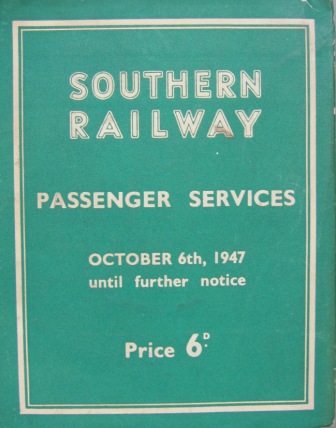 SOUTHERN
RAILWAY
PASSENGER SERVICES
OCTOBER 6th, 1947
until further notice
Price 6D.